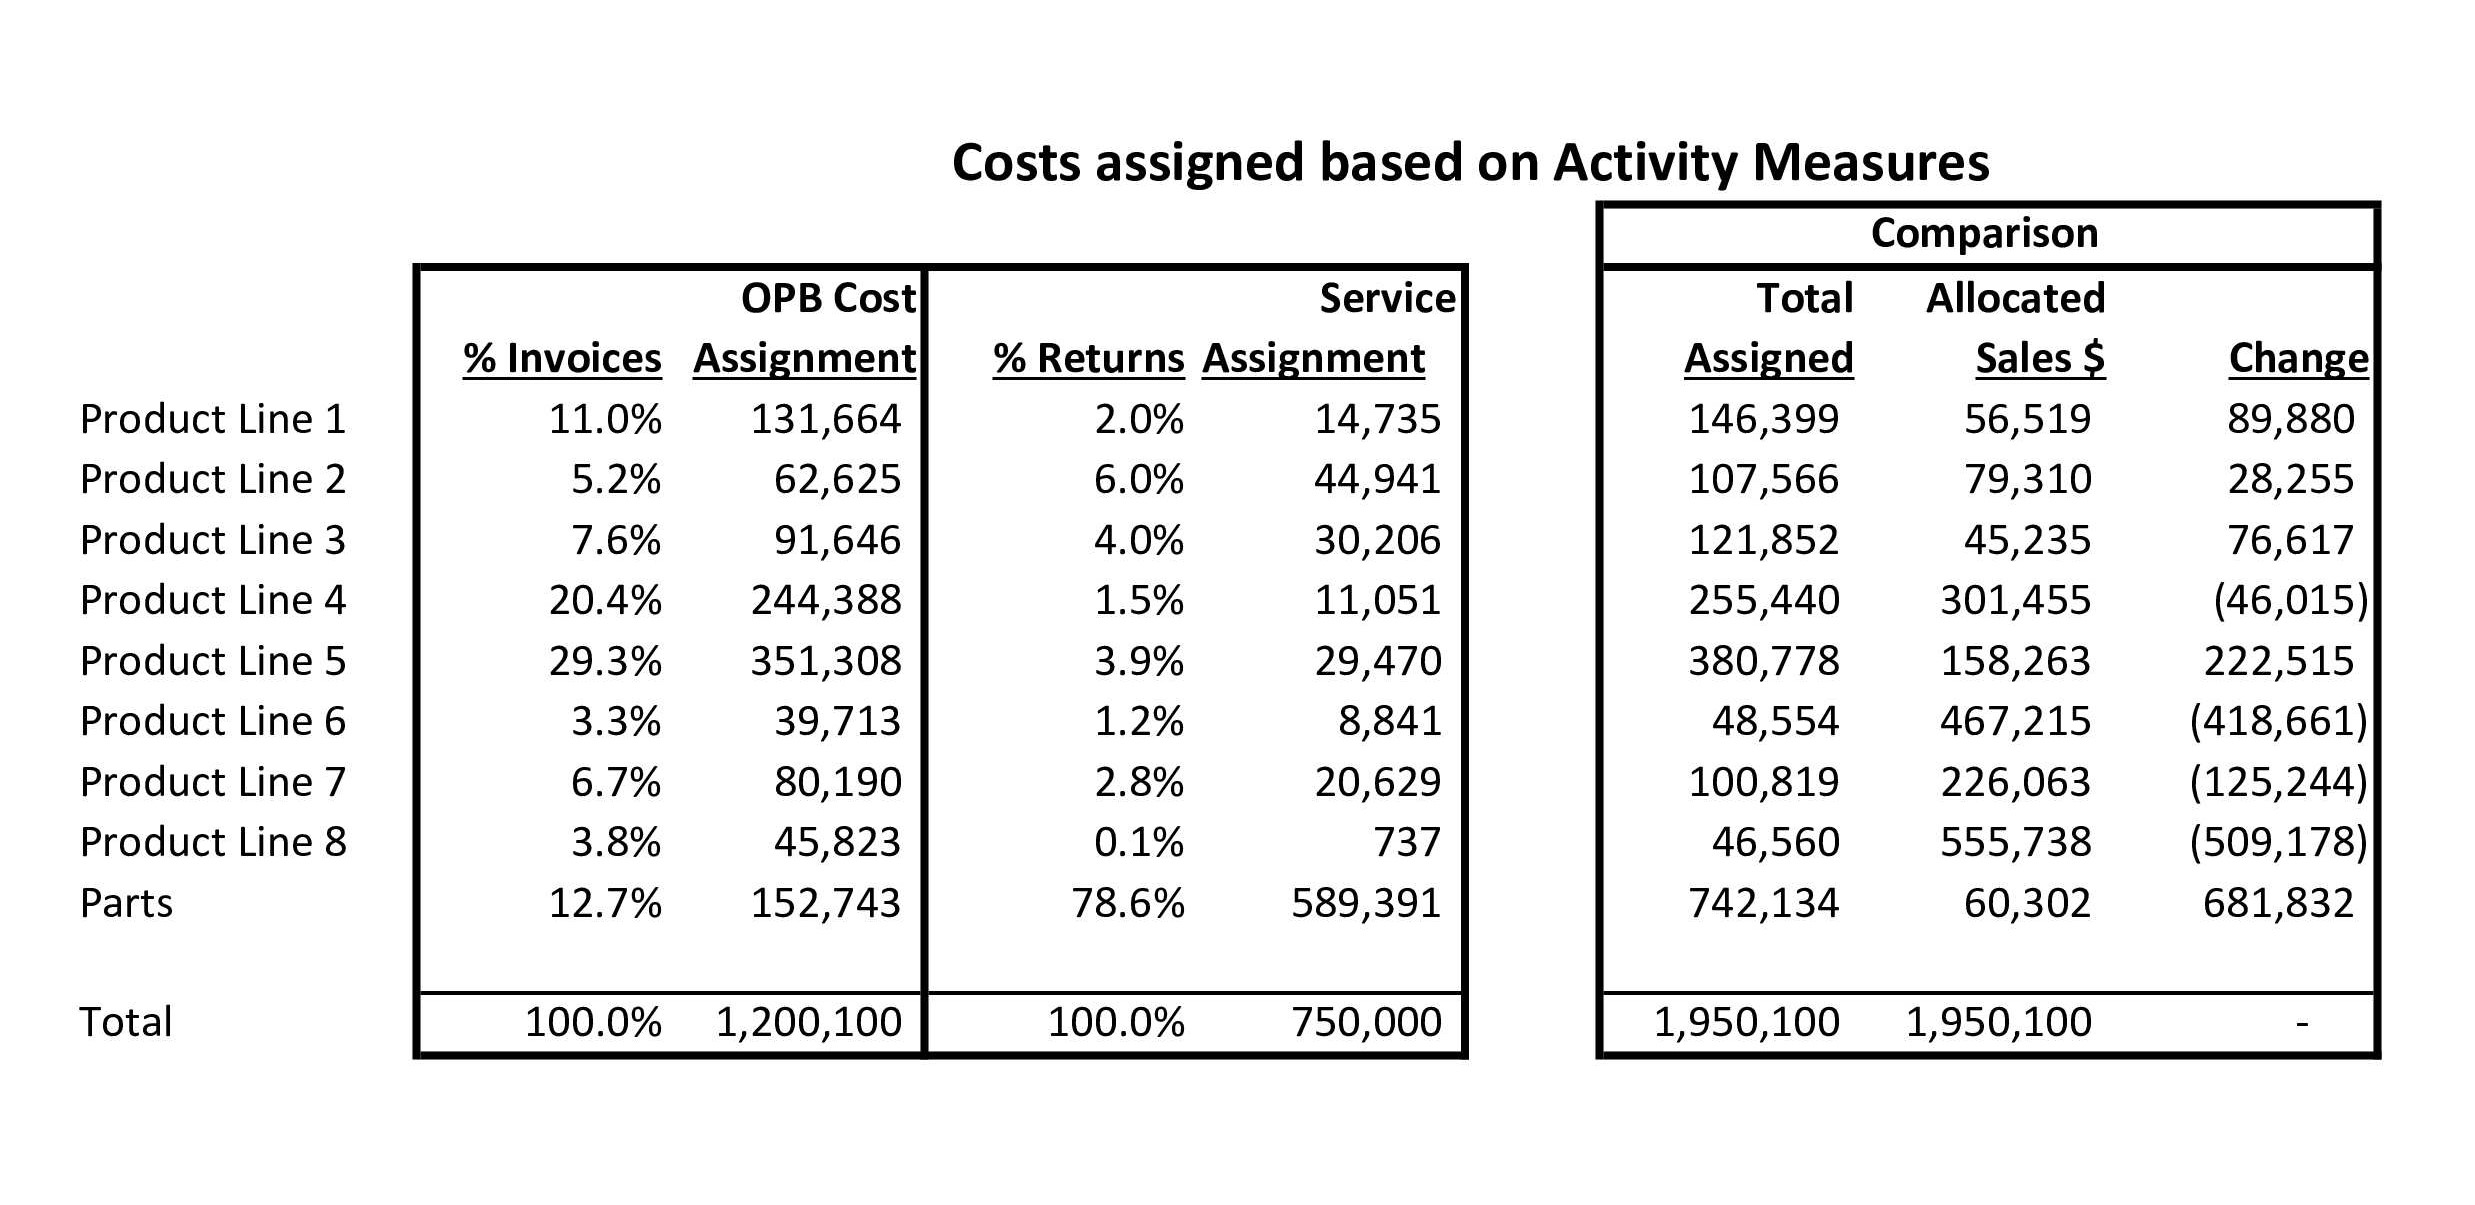 Costs assigned based on Activity Measures
Comparison
OPB Cost Service Total Allocated
% Invoices Assignment % Returns Assignment Assigned Sales $ Change
Product Line 1 11.0% 131,664 2.0% 14,735 146,399 56,519 89,880
Product Line 2 5.2% 62,625 6.0% 44,941 107,566 79,310 28,255
Product Line 3 7.6% 91,646 4.0% 30,206 121,852 45,235 76,617
Product Line 4 20.4% 244,388 1.5% 11,051 255,440 301,455 (46,015)
Product Line 5 29.3% 351,308 3.9% 29,470 380,778 158,263 222,515
Product Line 6 3.3% 39,713 1.2% 8,841 48,554 467,215 (418,661)
Product Line 7 6.7% 80,190 2.8% 20,629 100,819 226,063 (125,244)
Product Line 8 3.8% 45,823 0.1% 737 46,560 555,738 (509,178)
Parts 12.7% 152,743 78.6% 589,391 742,134 60,302 681,832
Total 100.0% 1,200,100 100.0% 750,000 1,950,100 1,950,100 -